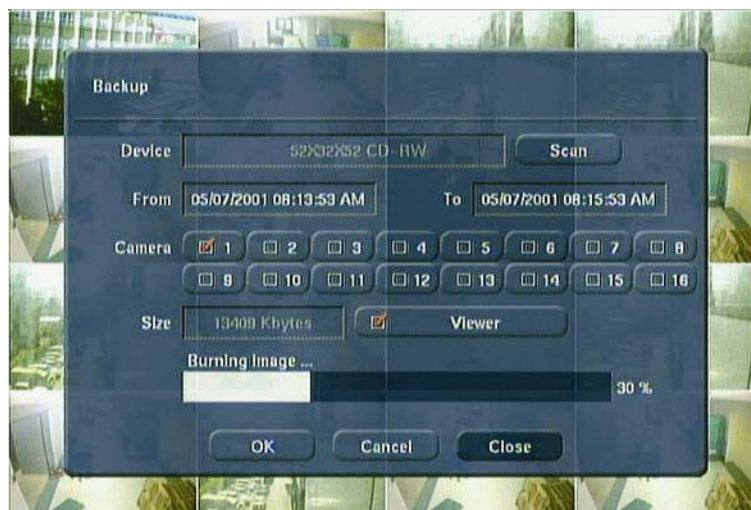 Backup
Device 52X32X52 CD-RW Scan
From 05/07/2001 08:13:53 AM To 05/07/2001 08:15:53 AM
Camera 1 2 3 4 5 6 7 8
9 10 11 12 13 14 15 16
Size 13409 Kbytes Viewer
Burning Image ...
30 %
OK Cancel Close